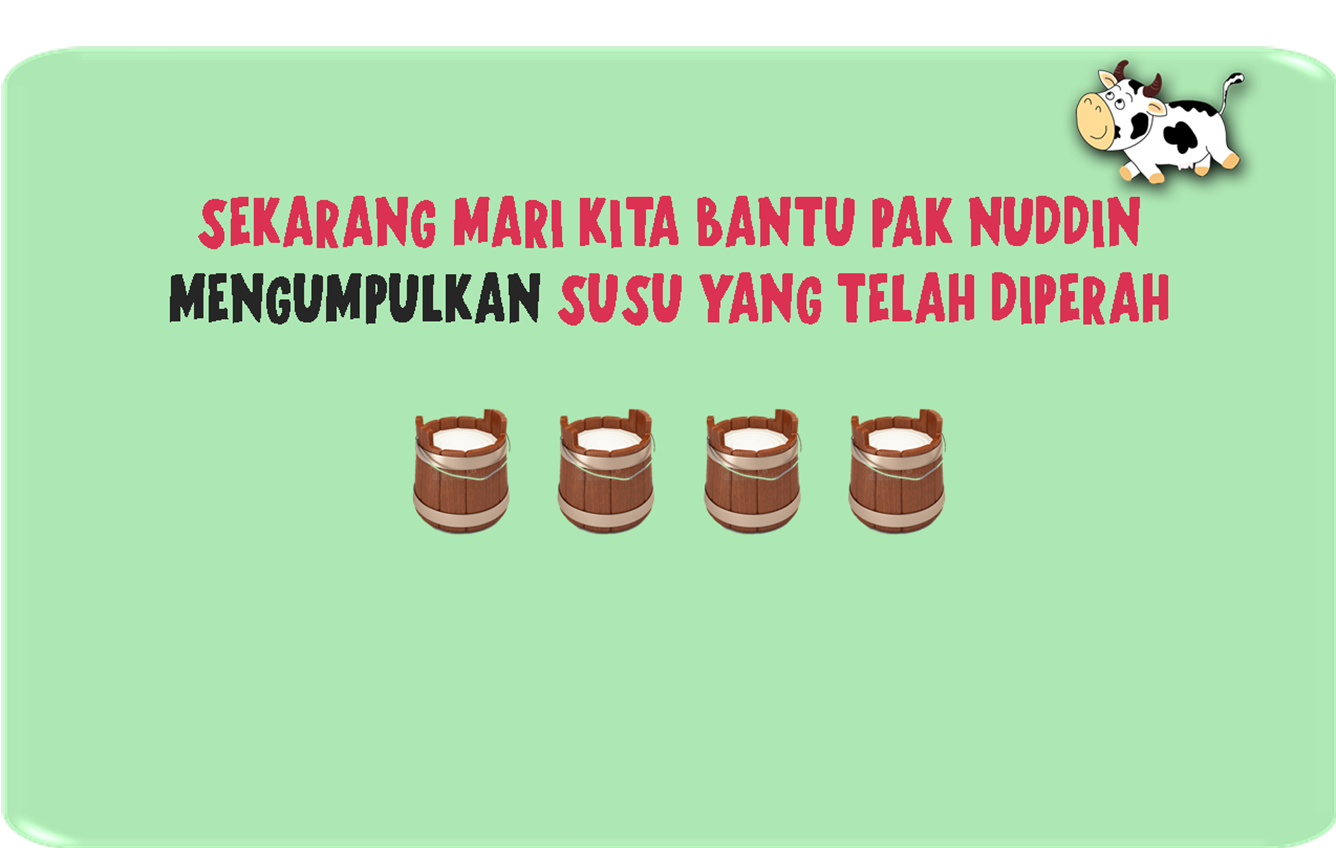 SEKARANG MARI KITA BANTU PAK NUDDIN
MENGUMPULKAN SUSU YANG TELAH DIPERAH